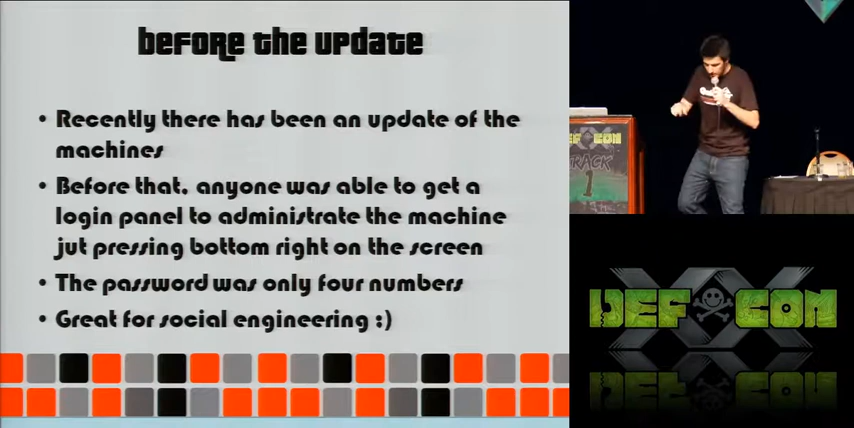 before the update
• Recently there has been an update of the
machines
• Before that, anyone was able to get a
login panel to administrate the machine
jut pressing bottom right on the screen
• The password was only four numbers
• Great for social engineering :)
DEF CON
TRACK
1
XX
DEF CON